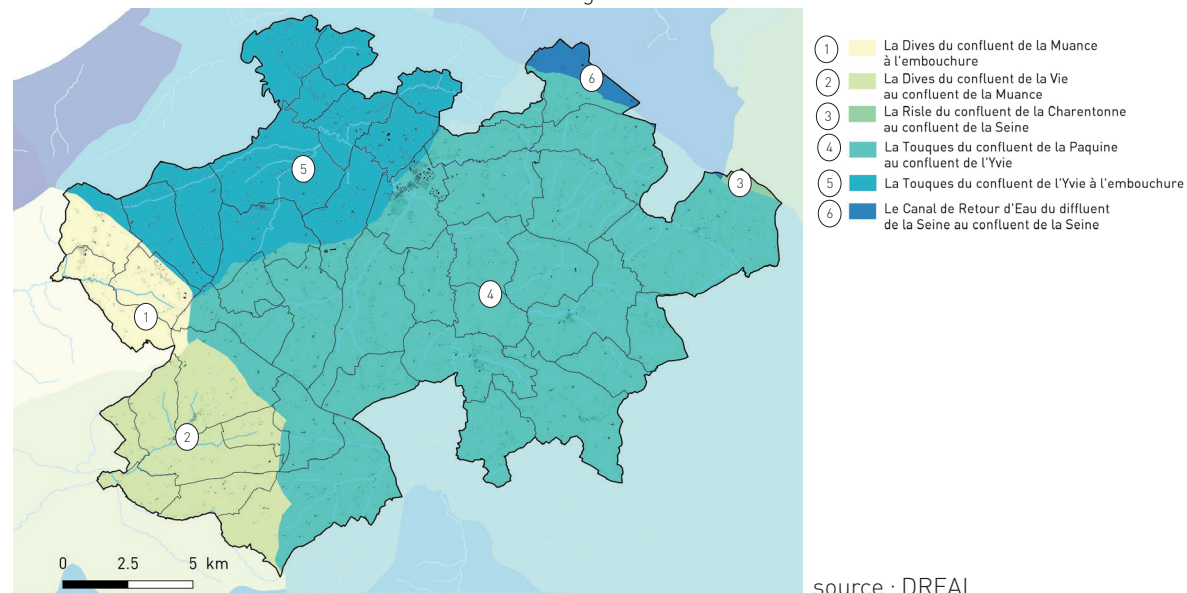 1
La Dives du confluent de la Muance
à l'embouchure
2
La Dives du confluent de la Vie
au confluent de la Muance
3
La Risle du confluent de la Charentonne
au confluent de la Seine
4
La Touques du confluent de la Paquine
au confluent de l'Yvie
5
La Touques du confluent de l'Yvie à l'embouchure
6
Le Canal de Retour d'Eau du diffluent
de la Seine au confluent de la Seine
6
5
3
4
1
2
0 2.5 5 km
source : DREAL